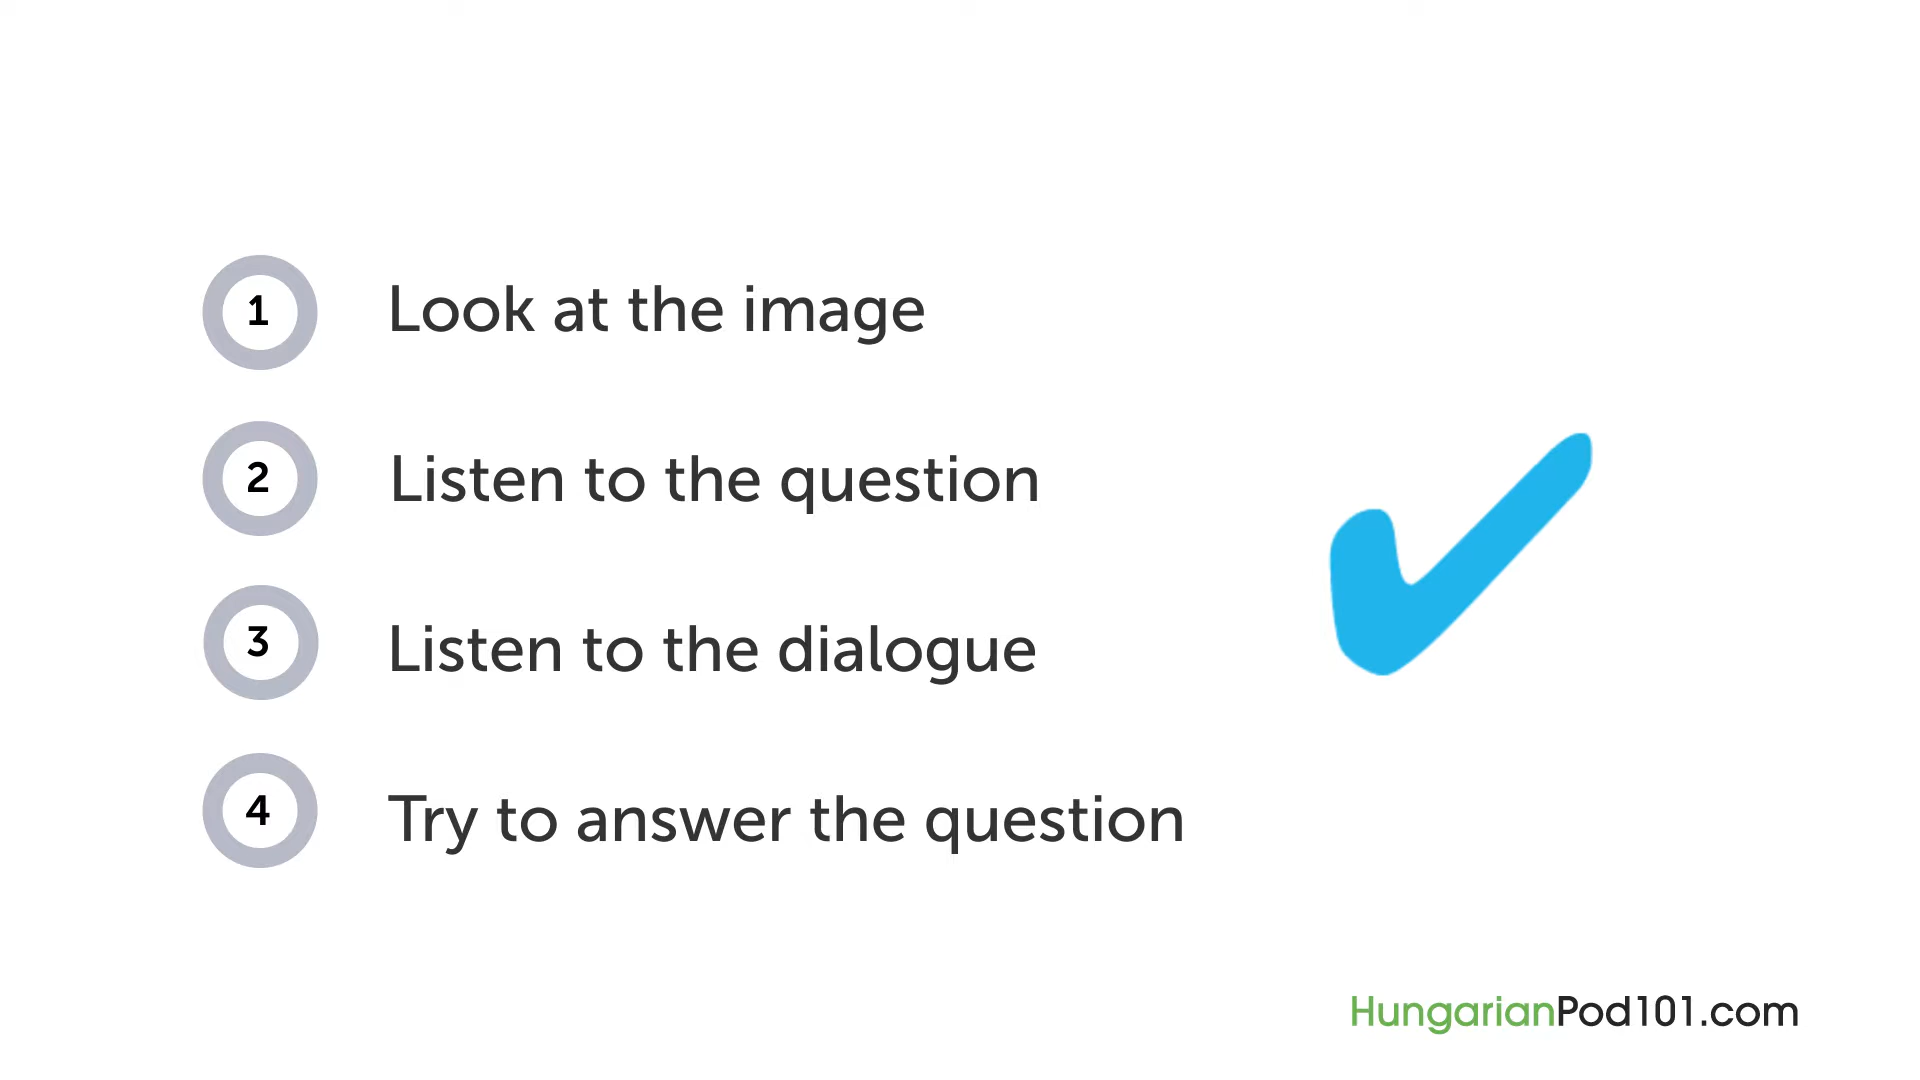 1 Look at the image
2 Listen to the question
3 Listen to the dialogue
4 Try to answer the question
HungarianPod101.com